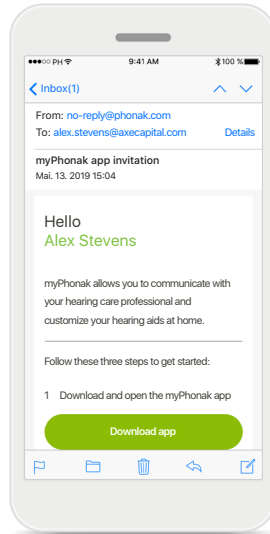 PH 9:41 AM 100 %
Inbox(1)
From: no-reply@phonak.com
To: alex.stevens@axecapital.com Details
myPhonak app invitation
Mai. 13. 2019 15:04
Hello
Alex Stevens
myPhonak allows you to communicate with
your hearing care professional and
customize your hearing aids at home.
Follow these three steps to get started:
1 Download and open the myPhonak app
Download app